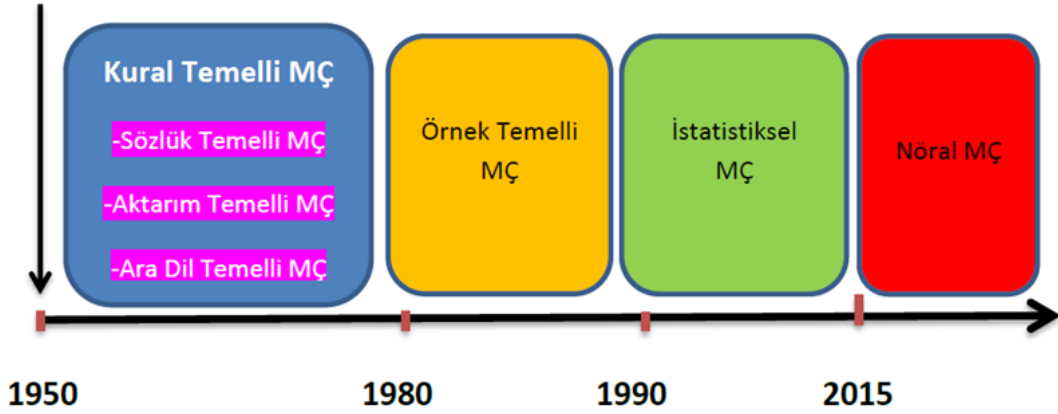 Kural Temelli MÇ
-Sözlük Temelli MÇ
-Aktarım Temelli MÇ
-Ara Dil Temelli MÇ
Örnek Temelli
MÇ
İstatistiksel
MÇ
Nöral MÇ
1950
1980
1990
2015